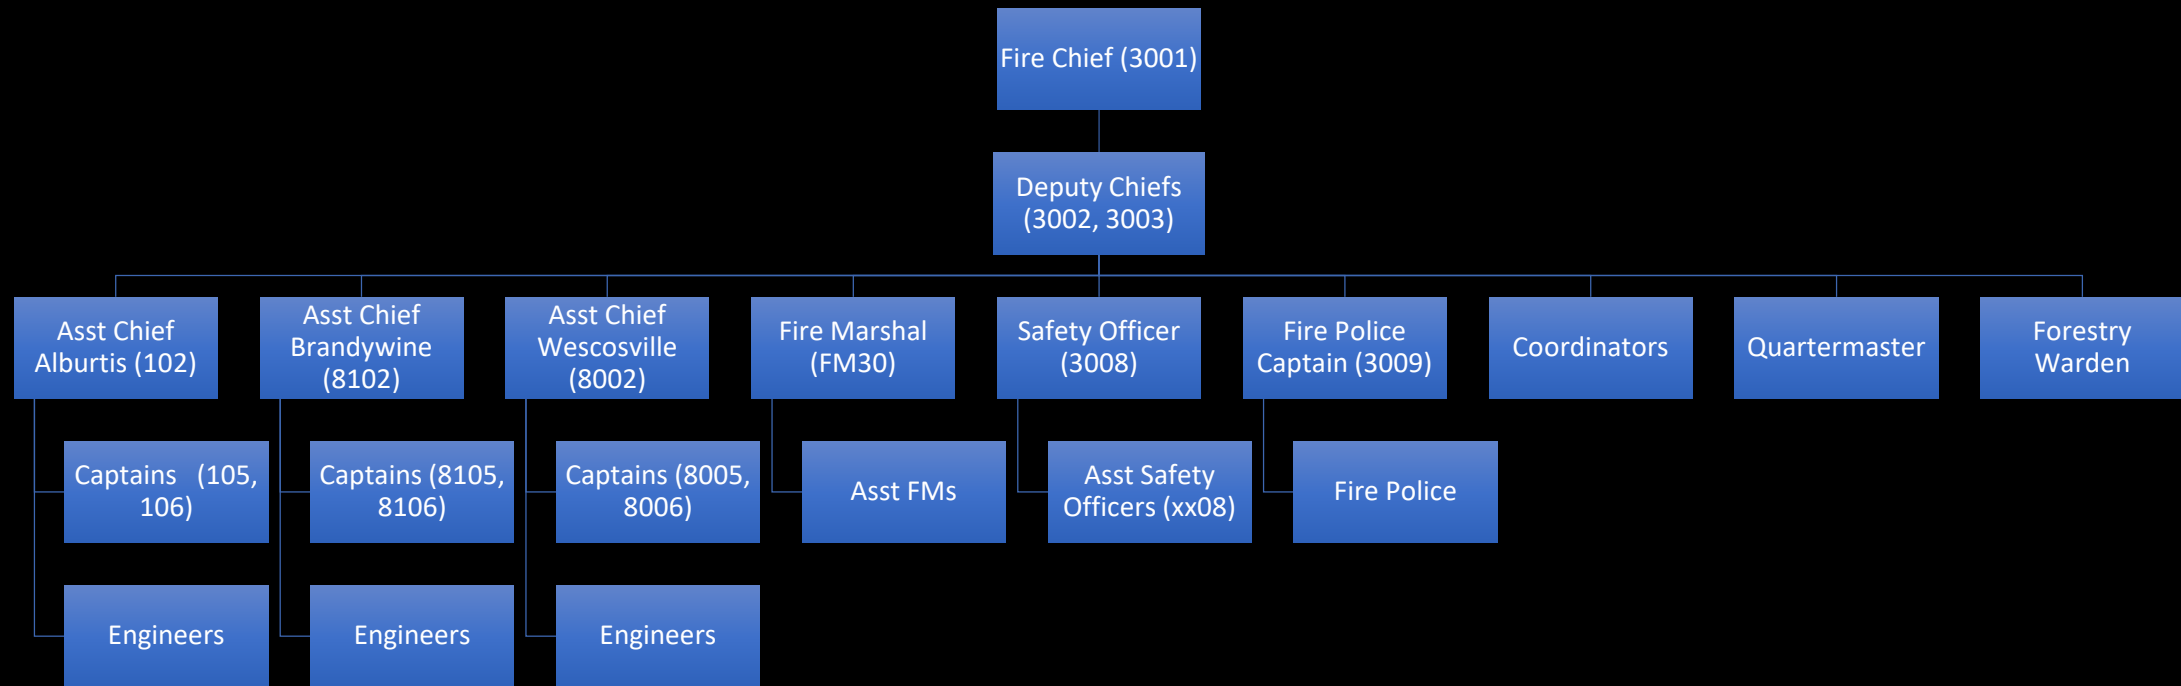 Fire Chief (3001)
Deputy Chiefs
(3002, 3003)
Asst Chief
Alburtis (102)
Asst Chief
Brandywine
(8102)
Asst Chief
Wescosville
(8002)
Fire Marshal
(FM30)
Safety Officer
(3008)
Fire Police
Captain (3009)
Coordinators
Quartermaster
Forestry
Warden
Captains (105,
106)
Captains (8105,
8106)
Captains (8005,
8006)
Asst FMs
Asst Safety
Officers (xx08)
Fire Police
Engineers
Engineers
Engineers